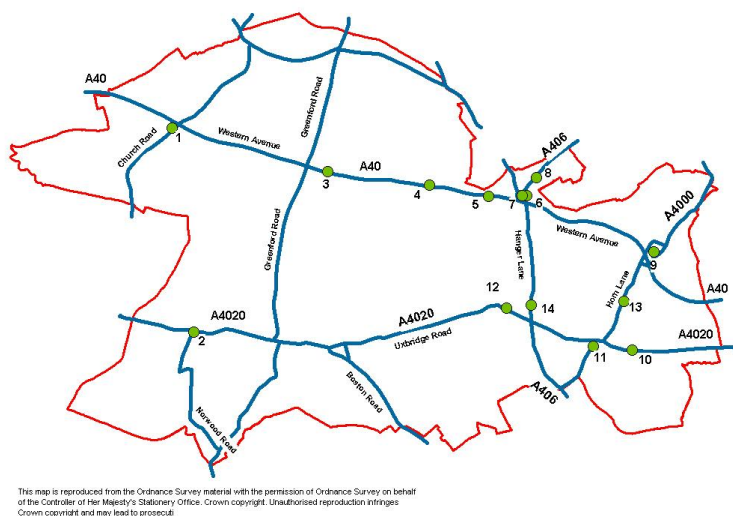 A40
Church Road
1
Western Avenue
Greenford Road
3
A40
4
5
7
6
8
A406
Western Avenue
A4000
9
A40
Horn Lane
13
Hanger Lane
Greenford Road
A4020
2
Norwood Road
A4020
Uxbridge Road
Boston Road
12
14
A406
11
10
A4020
This map is reproduced from the Ordnance Survey material with the permission of Ordnance Survey on behalf
of the Controller of Her Majesty's Stationery Office. Crown copyright. Unauthorised reproduction infringes
Crown copyright and may lead to prosecuti